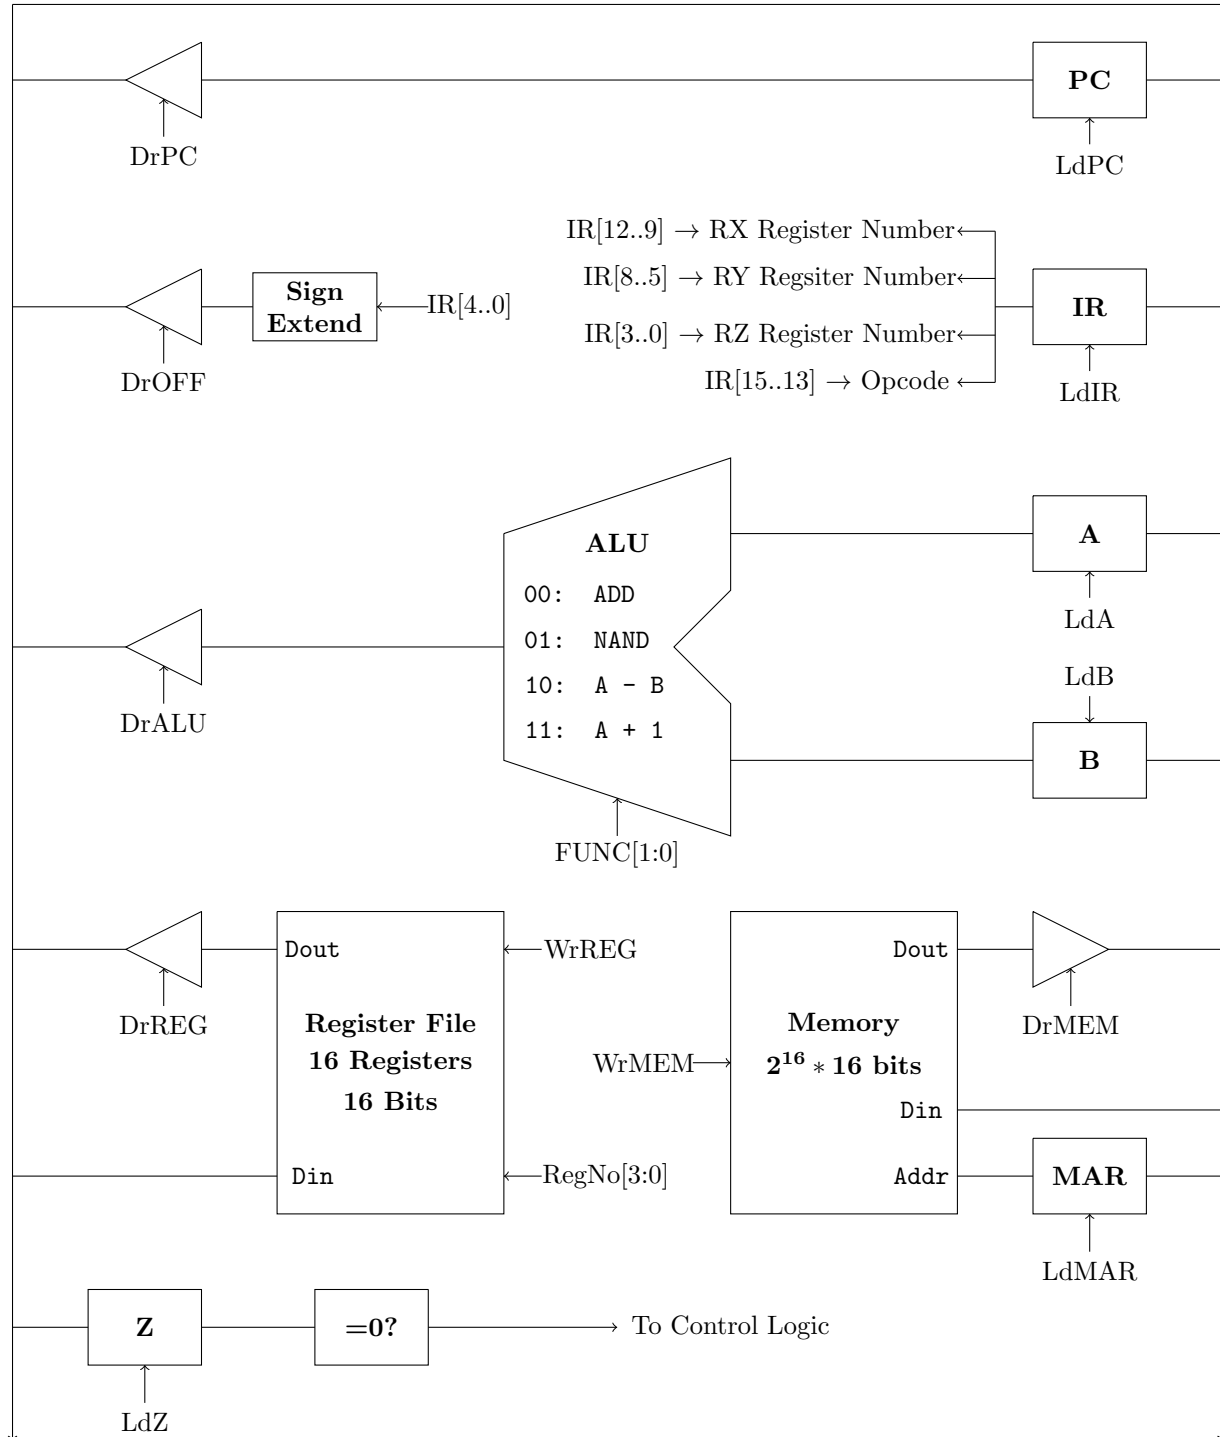 PC
DrPC
LdPC
IR[12..9] → RX Register Number
IR[8..5] → RY Regsiter Number
Sign
Extend
IR[4..0]
IR
IR[3..0] → RZ Register Number
IR[15..13] → Opcode
DrOFF
LdIR
ALU
A
00: ADD
01: NAND
10: A - B
11: A + 1
LdA
LdB
DrALU
B
FUNC[1:0]
Dout
WrREG
Dout
DrREG
Register File
16 Registers
16 Bits
WrMEM
Memory
2^16 * 16 bits
DrMEM
Din
Din
RegNo[3:0]
Addr
MAR
LdMAR
Z
=0?
To Control Logic
LdZ